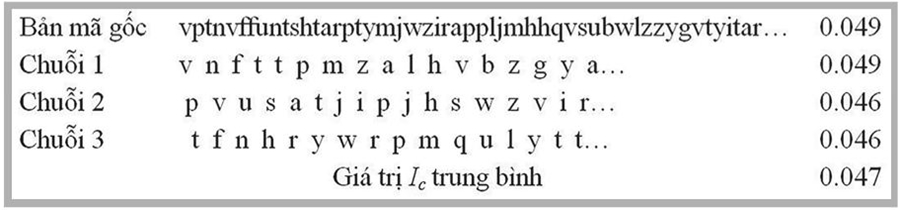 Bản mã gốc vptnvffuntshtarptymjwzirappljmhhqvsubwlzzygvtyitar... 0.049
Chuỗi 1 v n f t t p m z a l h v b z g y a... 0.049
Chuỗi 2 p v u s a t j i p j h s w z v i r... 0.046
Chuỗi 3 t f n h r y w r p m q u l y t t... 0.046
Giá trị Ic trung bình 0.047